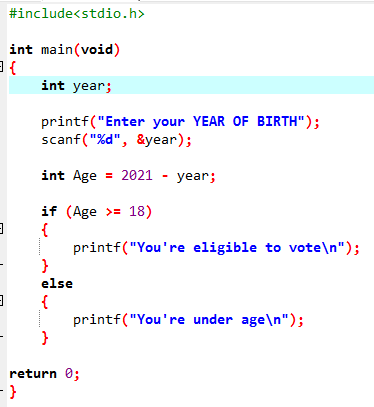 #include<stdio.h>
int main(void)
{
int year;
printf("Enter your YEAR OF BIRTH");
scanf("%d", &year);
int Age = 2021 - year;
if (Age >= 18)
{
printf("You're eligible to vote\n");
}
else
{
printf("You're under age\n");
}
return 0;
}